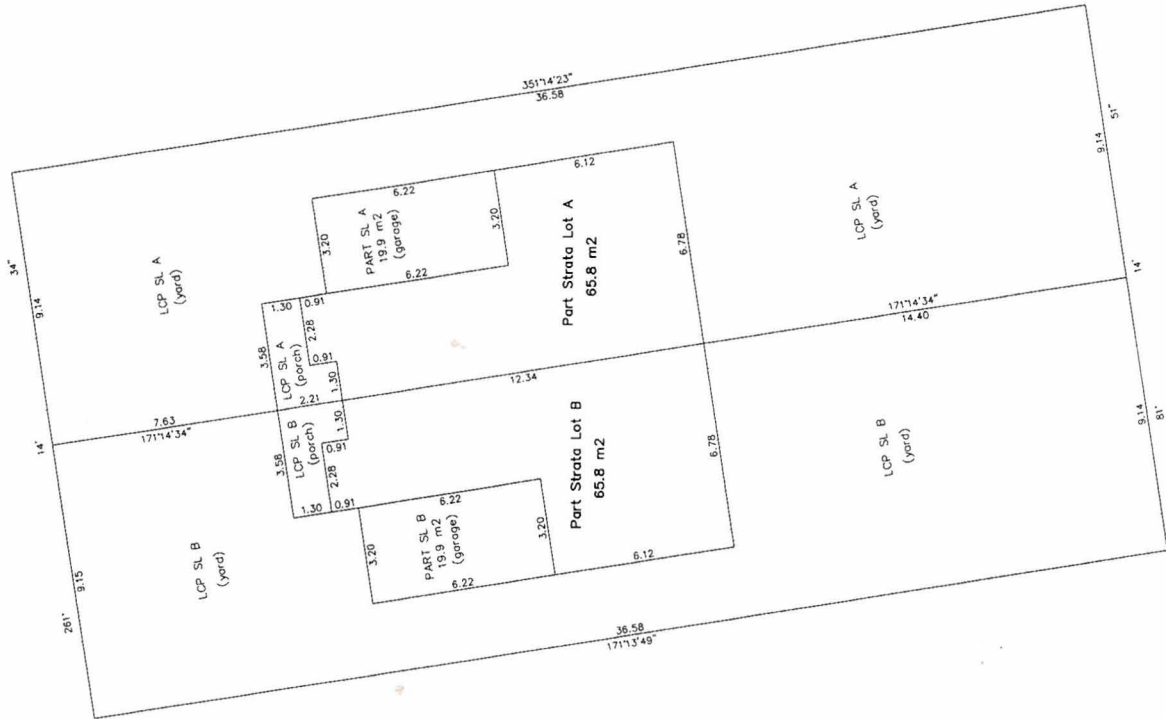 351°14'23"
36.58
34"
9.14
LCP SL A
(yard)
6.22
3.20
PART SL A
19.9 m2
(garage)
3.20
6.22
6.12
Part Strata Lot A
65.8 m2
6.78
LCP SL A
(yard)
9.14
51"
1.30
0.91
2.28
3.58
LCP SL A
(porch)
0.91
1.30
14'
7.63
171°14'34"
2.21
12.34
171°14'34"
14.40
14'
LCP SL B
(porch)
3.58
1.30
0.91
2.28
1.30
0.91
9.15
261°
LCP SL B
(yard)
6.22
3.20
PART SL B
19.9 m2
(garage)
3.20
6.22
6.12
Part Strata Lot B
65.8 m2
6.78
LCP SL B
(yard)
9.14
81°
36.58
171°13'49"